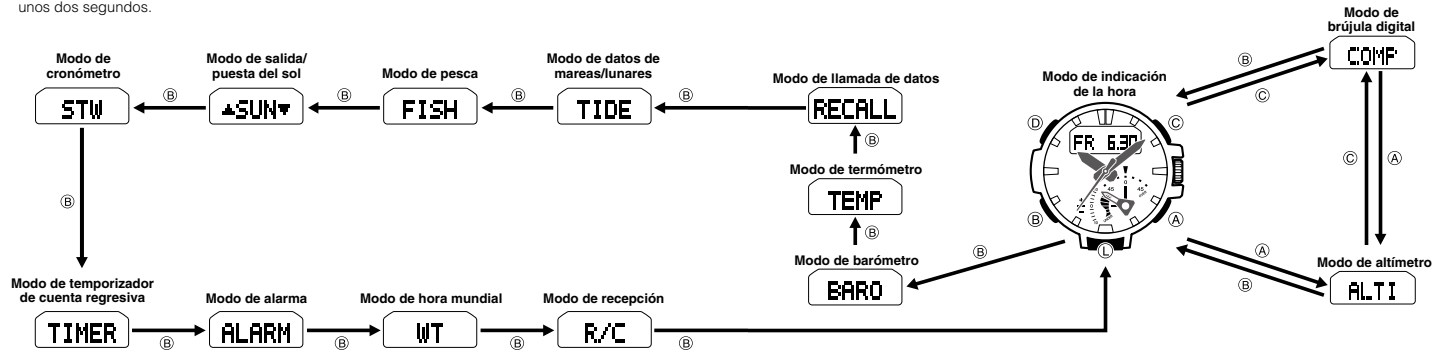 unos dos segundos.
Modo de
brújula digital
COMP
Ⓑ
Ⓒ
Ⓒ
Ⓐ
Modo de indicación
de la hora
Ⓓ
Ⓒ
FR 6.30
0
45
45
Ⓑ
Ⓐ
Ⓛ
Ⓐ
Ⓑ
Modo de altímetro
ALTI
Modo de
cronómetro
STW
Ⓑ
Modo de salida/
puesta del sol
▲SUN▼
Ⓑ
Modo de pesca
FISH
Ⓑ
Modo de datos de
mareas/lunares
TIDE
Ⓑ
Modo de llamada de datos
RECALL
Ⓑ
Modo de termómetro
TEMP
Ⓑ
Modo de barómetro
BARO
Ⓑ
Ⓑ
Modo de temporizador
de cuenta regresiva
TIMER
Ⓑ
Modo de alarma
ALARM
Ⓑ
Modo de hora mundial
WT
Ⓑ
Modo de recepción
R/C
Ⓑ